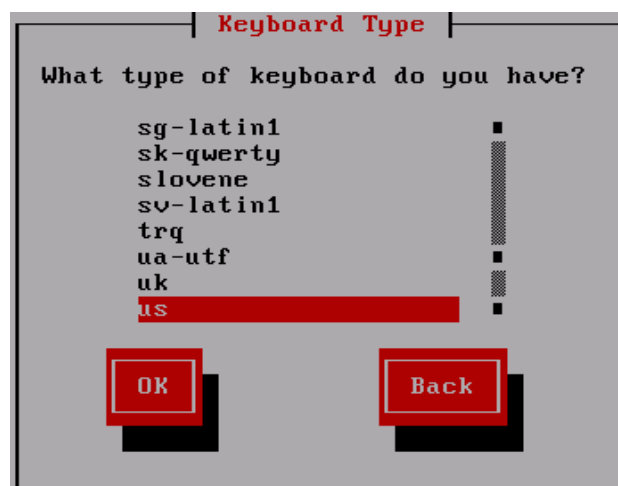 Keyboard Type
What type of keyboard do you have?
sg-latin1
sk-qwerty
slovene
sv-latin1
trq
ua-utf
uk
us
OK Back